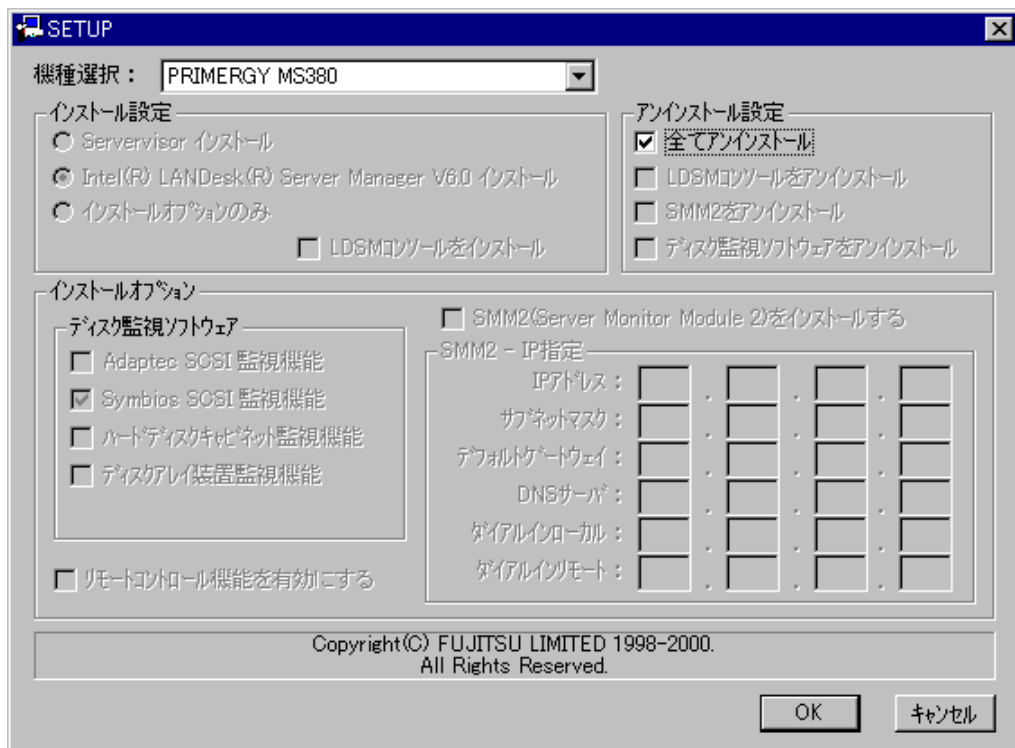 SETUP
機種選択：
PRIMERGY MS380
インストール設定
Servervisor インストール
Intel(R) LANDesk(R) Server Manager V6.0 インストール
インストールオプションのみ
LDSMコンソールをインストール
アンインストール設定
全てアンインストール
LDSMコンソールをアンインストール
SMM2をアンインストール
ディスク監視ソフトウェアをアンインストール
インストールオプション
ディスク監視ソフトウェア
Adaptec SCSI 監視機能
Symbios SCSI 監視機能
ハードディスクキャビネット監視機能
ディスクアレイ装置監視機能
リモートコントロール機能を有効にする
SMM2(Server Monitor Module 2)をインストールする
SMM2 - IP指定
IPアドレス： . . .
サブネットマスク： . . .
デフォルトゲートウェイ： . . .
DNSサーバ： . . .
ダイアルインローカル： . . .
ダイアルインリモート： . . .
Copyright(C) FUJITSU LIMITED 1998-2000.
All Rights Reserved.
OK
キャンセル